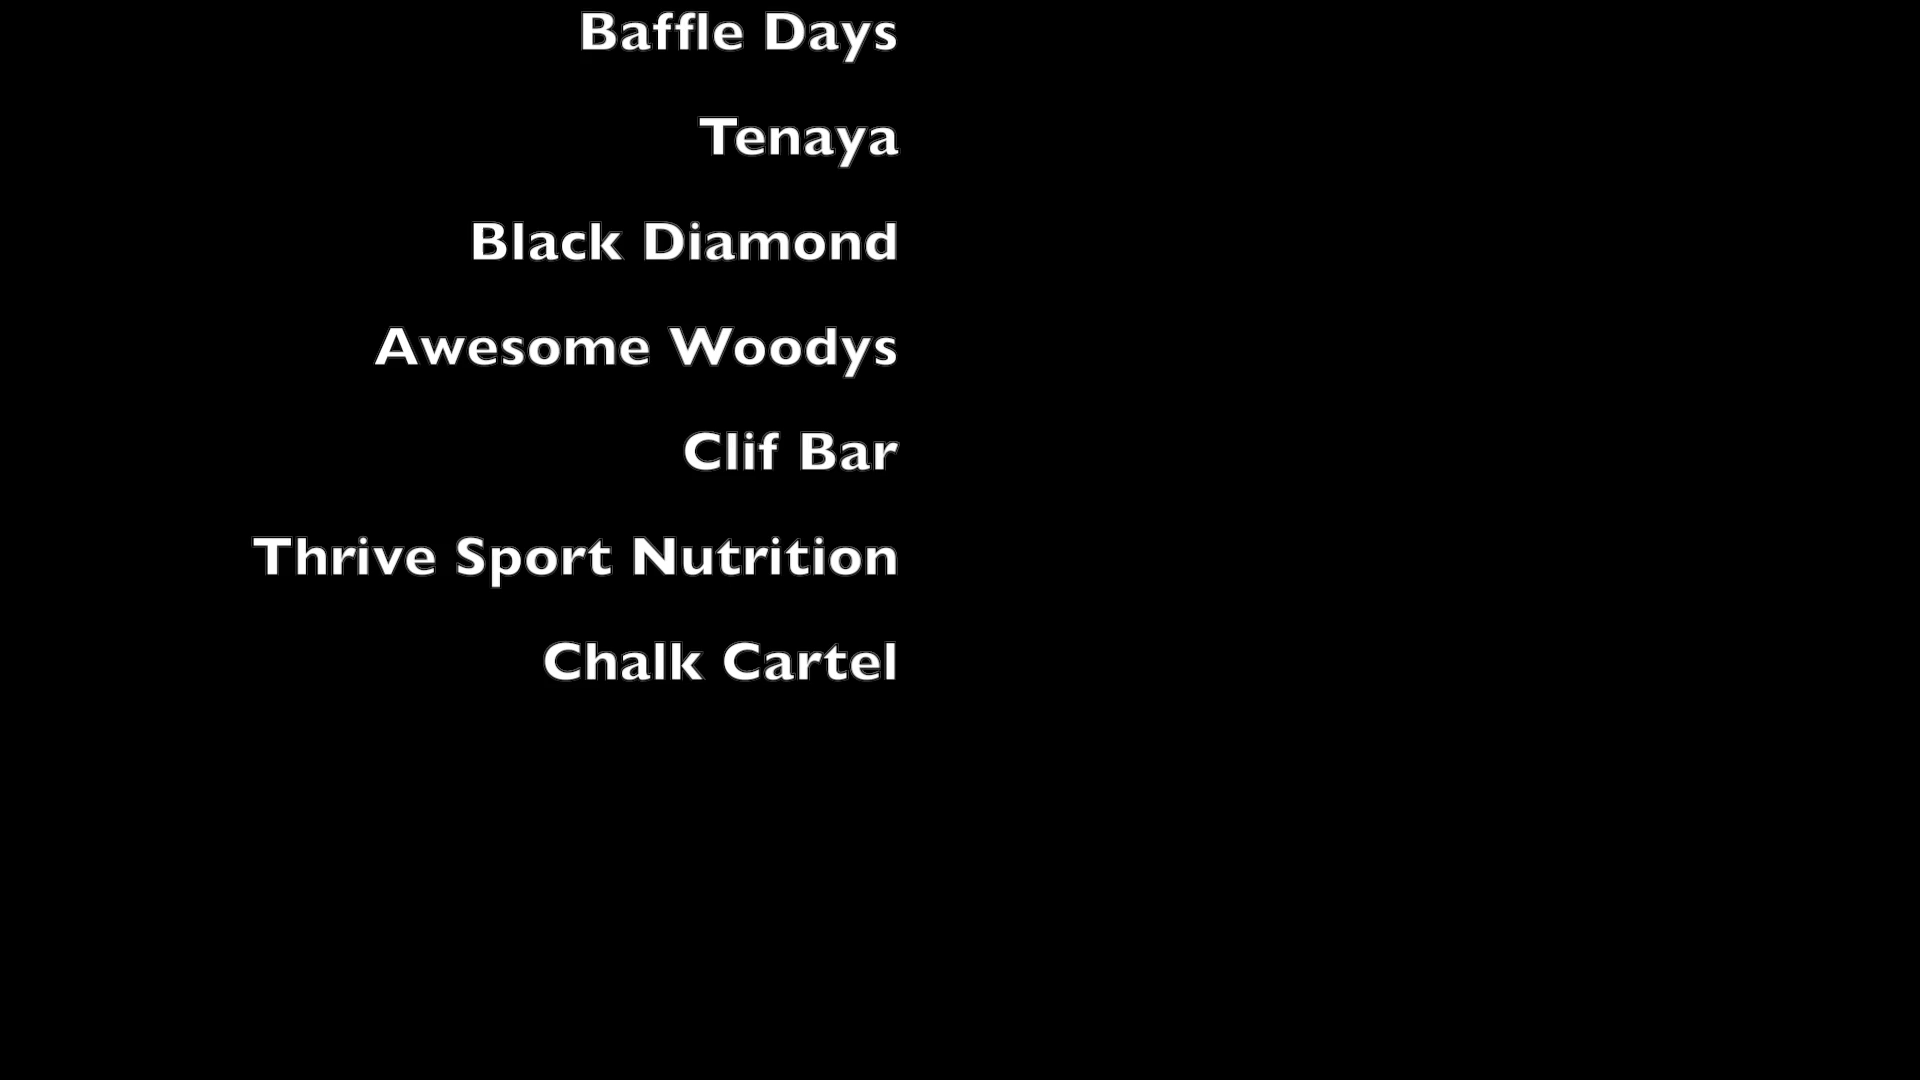 Baffle Days
Tenaya
Black Diamond
Awesome Woodys
Clif Bar
Thrive Sport Nutrition
Chalk Cartel